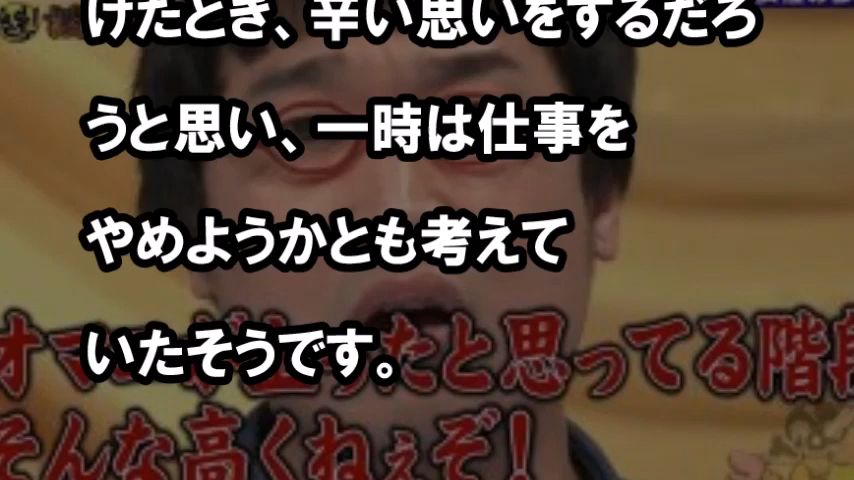 けたとき、辛い思いをするだろ
うと思い、一時は仕事を
やめようかとも考えて
いたそうです。
たと思ってる階段
そんな高くねぇぞ!